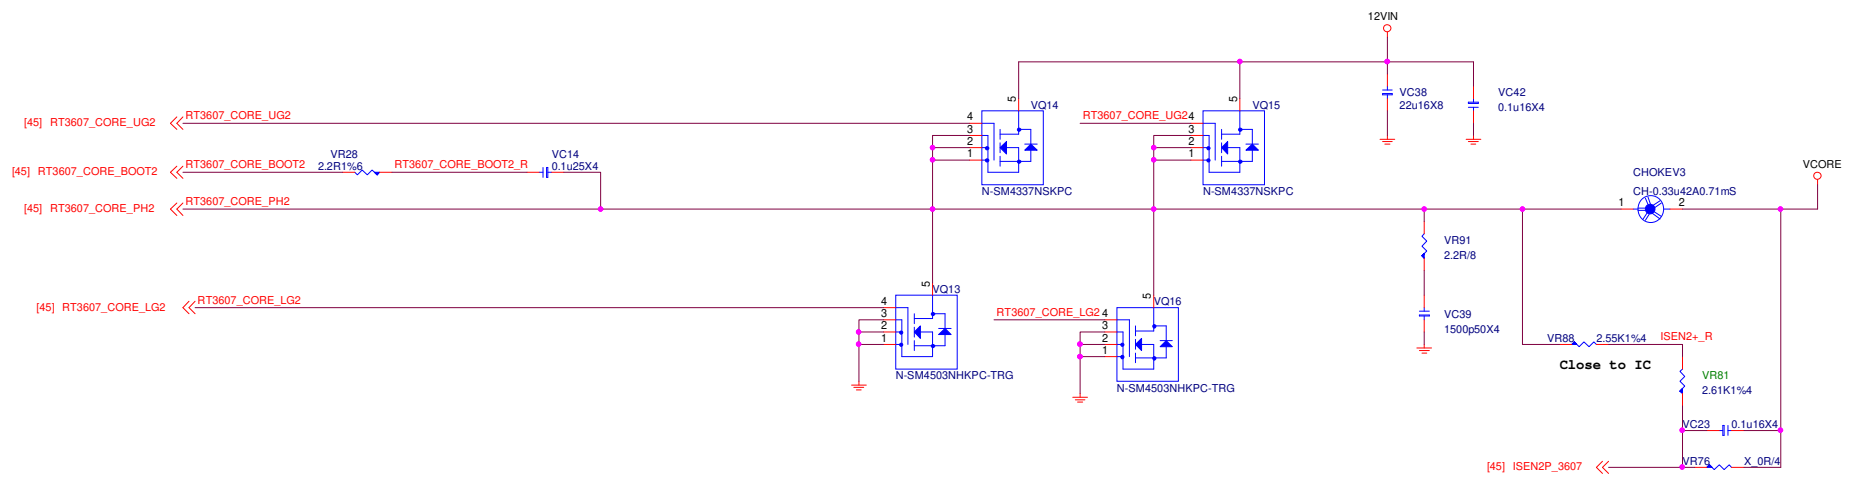 12VIN
VC38
22u16X8
VC42
0.1u16X4
[45] RT3607_CORE_UG2
RT3607_CORE_UG2
4
3
2
1
5
VQ14
N-SM4337NSKPC
RT3607_CORE_UG2
4
3
2
1
5
VQ15
N-SM4337NSKPC
[45] RT3607_CORE_BOOT2
RT3607_CORE_BOOT2
VR28
2.2R1%6
RT3607_CORE_BOOT2_R
VC14
0.1u25X4
[45] RT3607_CORE_PH2
RT3607_CORE_PH2
CHOKEV3
CH-0.33u42A0.71mS
1
2
VCORE
VR91
2.2R/8
VC39
1500p50X4
[45] RT3607_CORE_LG2
RT3607_CORE_LG2
4
3
2
1
5
VQ13
N-SM4503NHKPC-TRG
RT3607_CORE_LG2
4
3
2
1
5
VQ16
N-SM4503NHKPC-TRG
VR88
2.55K1%4
ISEN2+_R
Close to IC
VR81
2.61K1%4
VC23
0.1u16X4
[45] ISEN2P_3607
VR76
X_0R/4